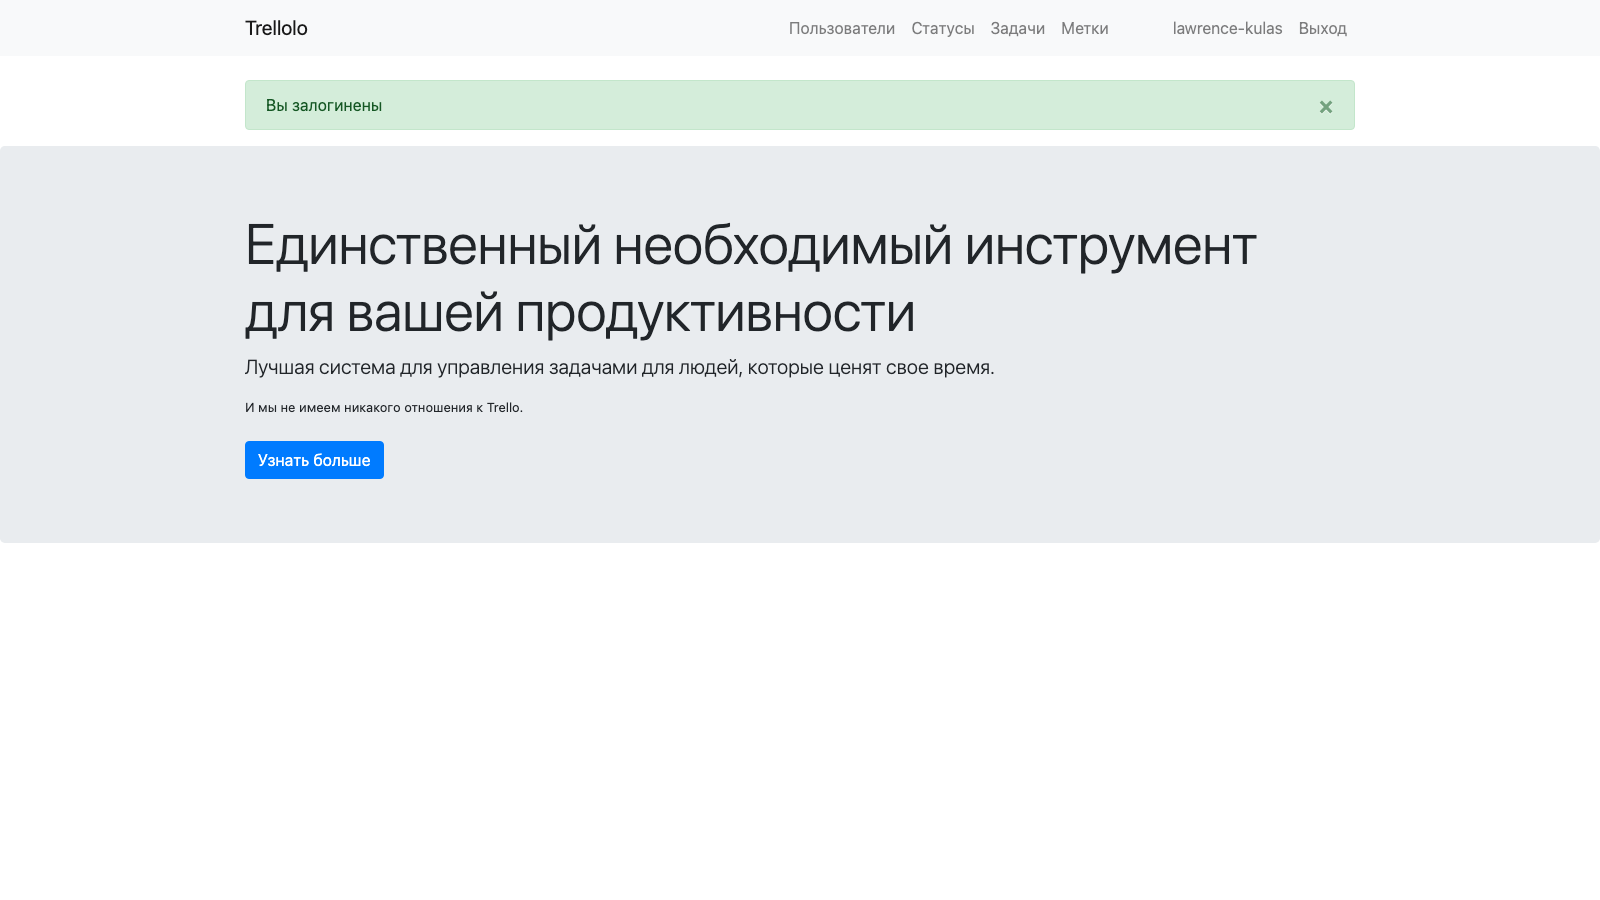 Trellolo Пользователи Статусы Задачи Метки lawrence-kulas Выход
Вы залогинены ×
Единственный необходимый инструмент
для вашей продуктивности
Лучшая система для управления задачами для людей, которые ценят свое время.
И мы не имеем никакого отношения к Trello.
Узнать больше